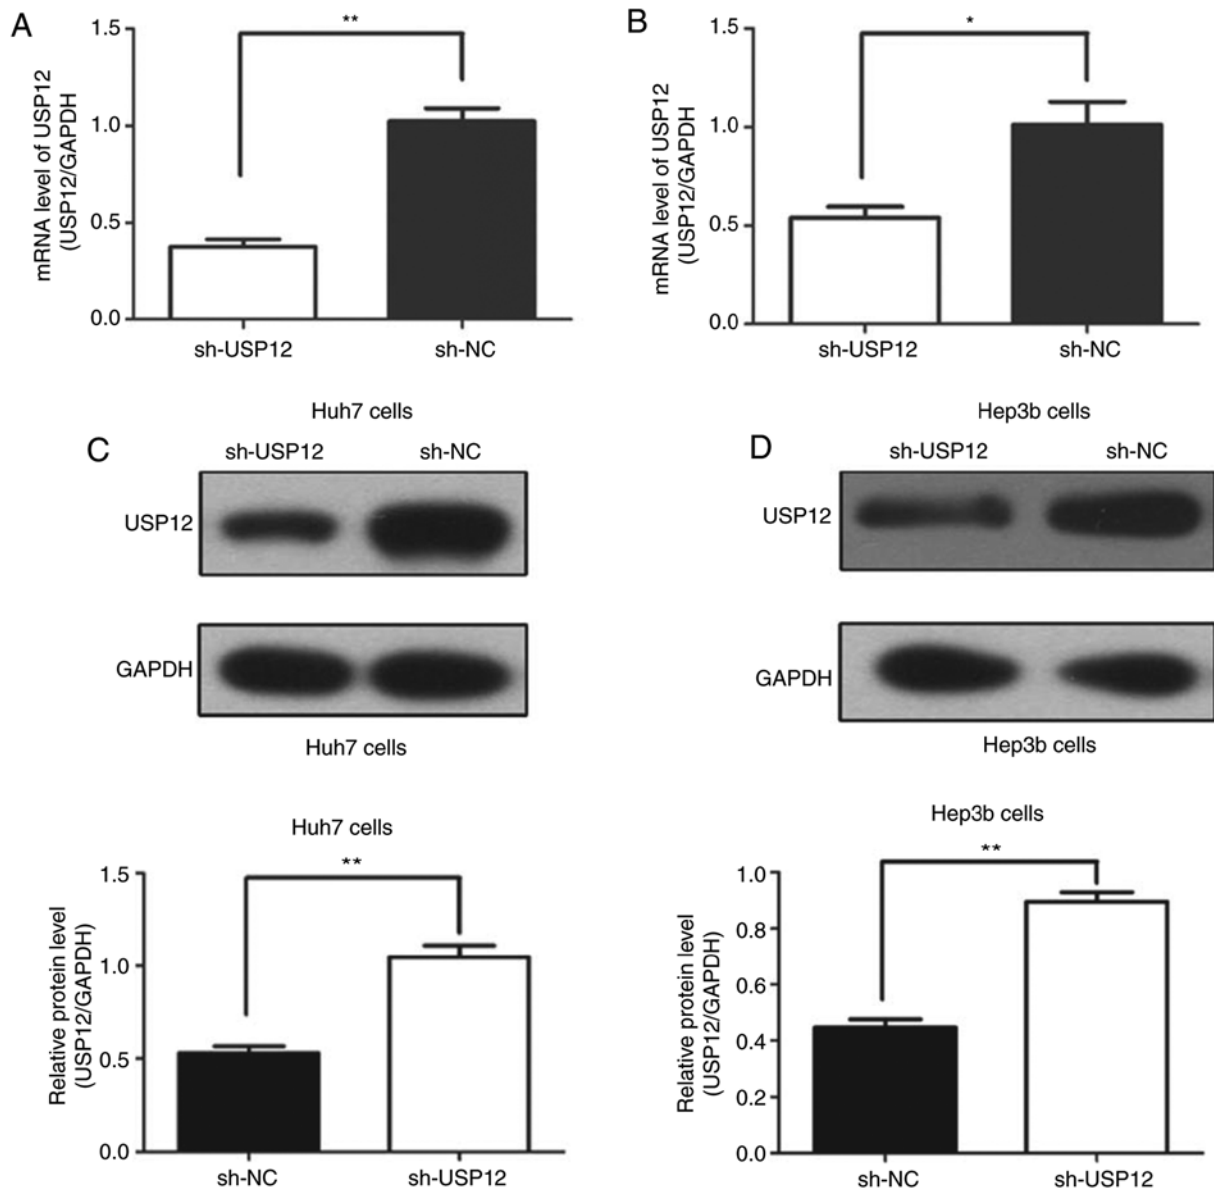 A
**
1.5
1.0
0.5
0.0
mRNA level of USP12
(USP12/GAPDH
sh-USP12
sh-NC
Huh7 cells
B
*
1.5
1.0
0.5
0.0
mRNA level of USP12
(USP12/GAPDH
sh-USP12
sh-NC
Hep3b cells
C
sh-USP12
sh-NC
USP12
GAPDH
Huh7 cells
D
sh-USP12
sh-NC
USP12
GAPDH
Hep3b cells
Huh7 cells
**
1.5
1.0
0.5
0.0
Relative protein level
(USP12/GAPDH)
sh-NC
sh-USP12
Hep3b cells
**
1.0
0.8
0.6
0.4
0.2
0.0
Relative protein level
(USP12/GAPDH)
sh-NC
sh-USP12